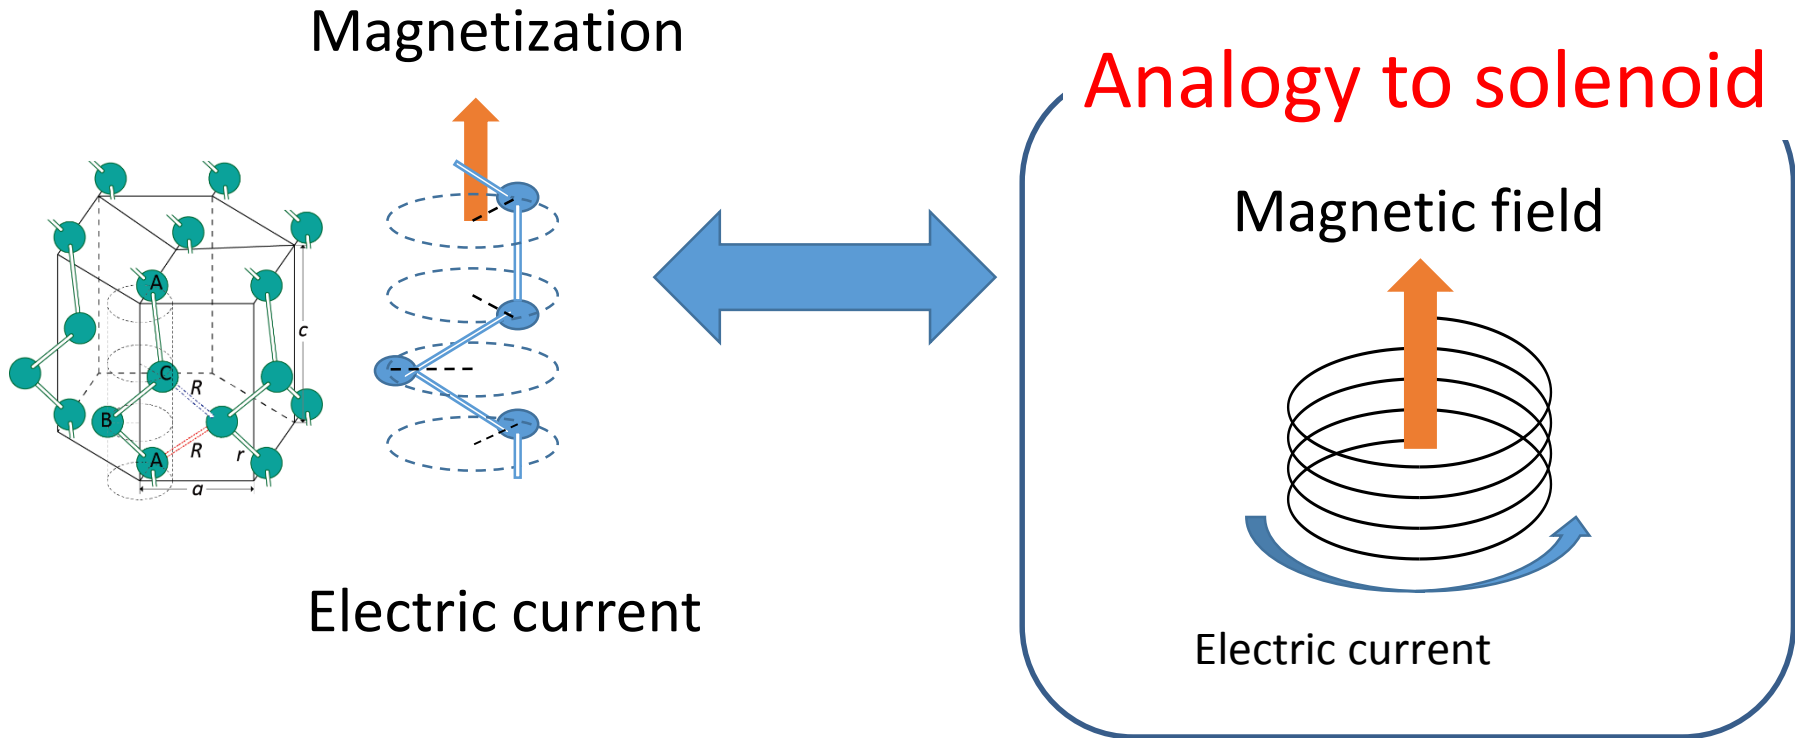 Magnetization
A
c
C
R
B
A
R
r
a
Electric current
Analogy to solenoid
Magnetic field
Electric current